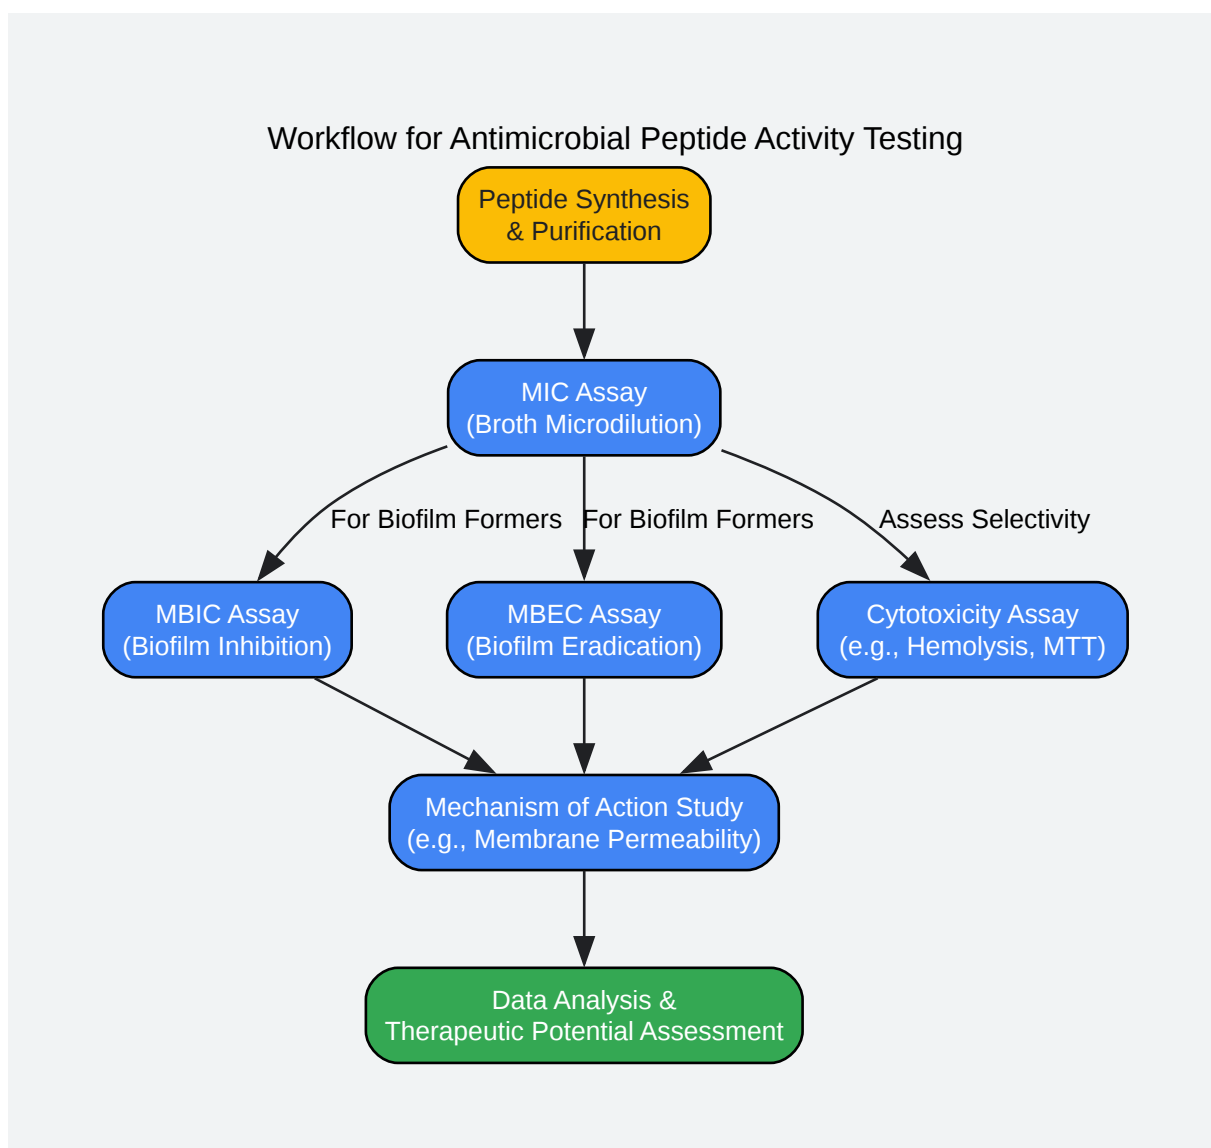 Workflow for Antimicrobial Peptide Activity Testing
Peptide Synthesis
& Purification
MIC Assay
(Broth Microdilution)
For Biofilm Formers
For Biofilm Formers
Assess Selectivity
MBIC Assay
(Biofilm Inhibition)
MBEC Assay
(Biofilm Eradication)
Cytotoxicity Assay
(e.g., Hemolysis, MTT)
Mechanism of Action Study
(e.g., Membrane Permeability)
Data Analysis &
Therapeutic Potential Assessment